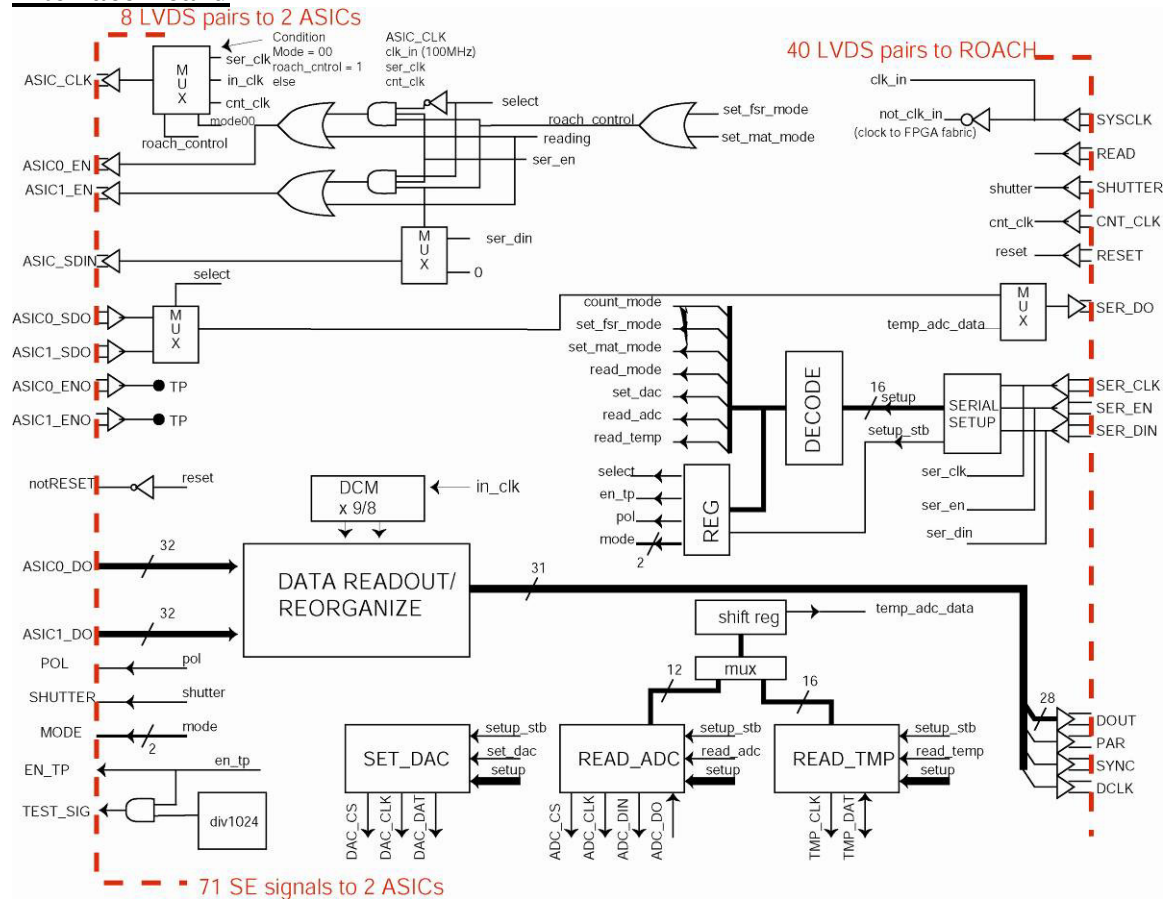 8 LVDS pairs to 2 ASICs
40 LVDS pairs to ROACH
Condition
Mode = 00
roach_cntrol = 1
else
ASIC_CLK
clk_in (100MHz)
ser_clk
cnt_clk
ASIC_CLK
MUX
ser_clk
in_clk
cnt_clk
mode00
roach_control
select
roach_control
reading
ser_en
set_fsr_mode
set_mat_mode
clk_in
not_clk_in
(clock to FPGA fabric)
SYSCLK
READ
shutter
SHUTTER
cnt_clk
CNT_CLK
reset
RESET
ASIC0_EN
ASIC1_EN
ASIC_SDIN
MUX
ser_din
0
select
ASIC0_SDO
ASIC1_SDO
MUX
ASIC0_ENO
TP
ASIC1_ENO
TP
MUX
temp_adc_data
SER_DO
count_mode
set_fsr_mode
set_mat_mode
read_mode
set_dac
read_adc
read_temp
DECODE
16
setup
setup_stb
SERIAL
SETUP
SER_CLK
SER_EN
SER_DIN
ser_clk
ser_en
ser_din
select
en_tp
pol
mode
2
REG
notRESET
reset
DCM
x 9/8
in_clk
ASIC0_DO
32
ASIC1_DO
32
DATA READOUT/
REORGANIZE
31
shift reg
temp_adc_data
mux
12
16
POL
pol
SHUTTER
shutter
MODE
2
mode
EN_TP
en_tp
TEST_SIG
div1024
SET_DAC
setup_stb
set_dac
setup
DAC_CS
DAC_CLK
DAC_DAT
READ_ADC
setup_stb
read_adc
setup
ADC_CS
ADC_CLK
ADC_DIN
ADC_DO
READ_TMP
setup_stb
read_temp
setup
TMP_CLK
TMP_DAT
28
DOUT
PAR
SYNC
DCLK
71 SE signals to 2 ASICs